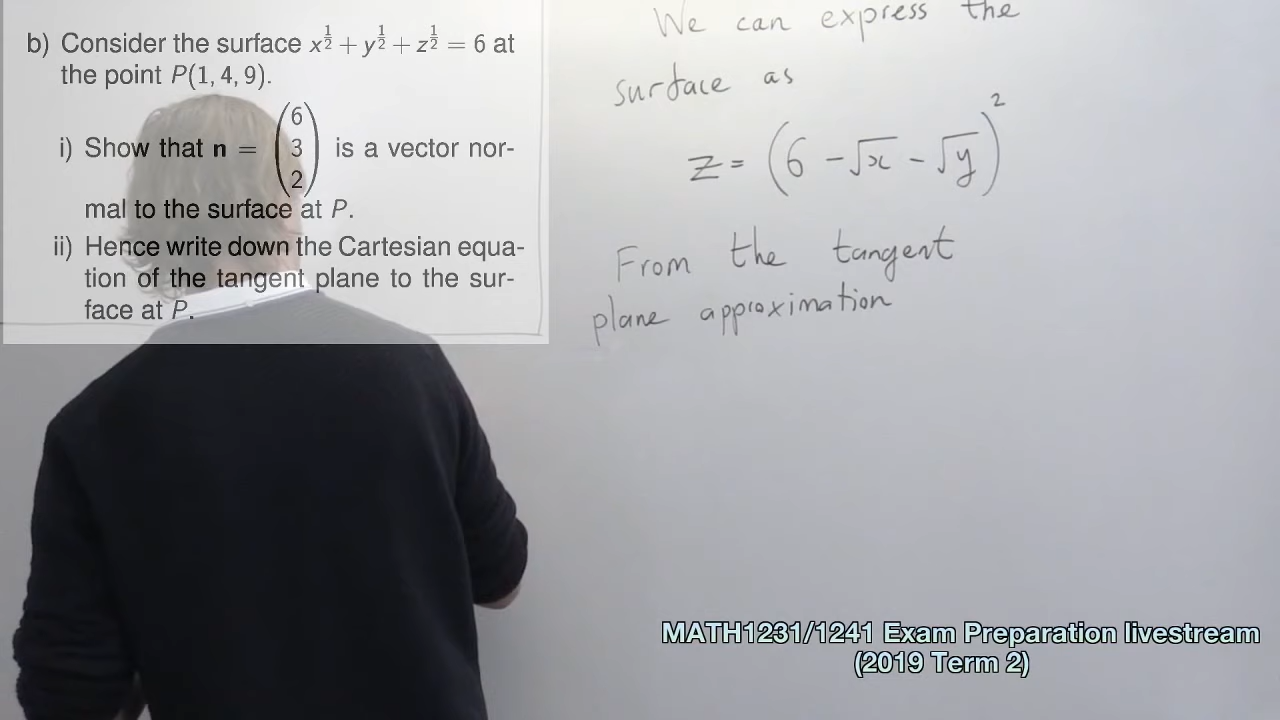 b) Consider the surface x^{1/2} + y^{1/2} + z^{1/2} = 6 at
the point P(1, 4, 9).
i) Show that n = (6 3 2) is a vector nor-
mal to the surface at P.
ii) Hence write down the Cartesian equa-
tion of the tangent plane to the sur-
face at P.
We can express the
surface as
z = (6 - √x - √y)²
From the tangent
plane approximation
MATH1231/1241 Exam Preparation livestream
(2019 Term 2)